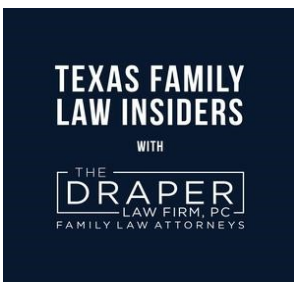 TEXAS FAMILY
LAW INSIDERS
WITH
THE
DRAPER
LAW FIRM, PC
FAMILY LAW ATTORNEYS